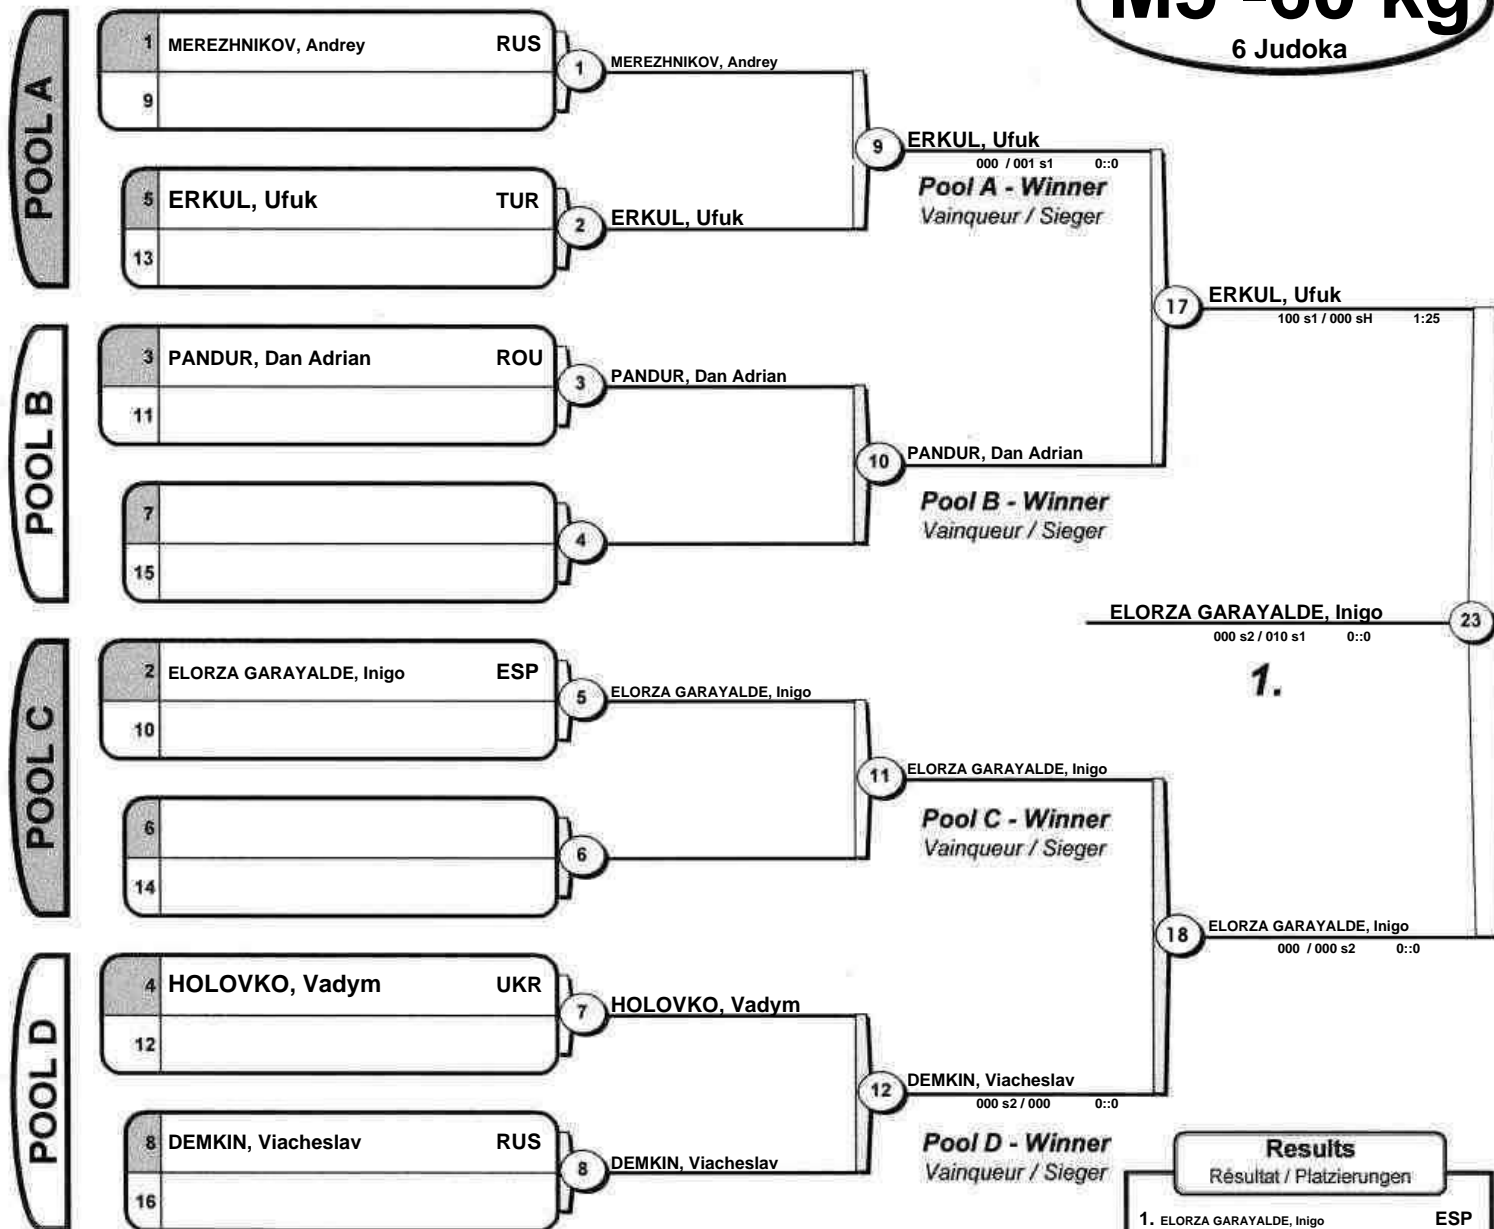 M5 -60 kg
6 Judoka
POOL A
1 MEREZHNIKOV, Andrey RUS
9
5 ERKUL, Ufuk TUR
13
1 MEREZHNIKOV, Andrey
2 ERKUL, Ufuk
9 ERKUL, Ufuk
000 / 001 s1 0::0
Pool A - Winner
Vainqueur / Sieger
POOL B
3 PANDUR, Dan Adrian ROU
11
7
15
3 PANDUR, Dan Adrian
4
10 PANDUR, Dan Adrian
Pool B - Winner
Vainqueur / Sieger
17 ERKUL, Ufuk
100 s1 / 000 sH 1:25
POOL C
2 ELORZA GARAYALDE, Inigo ESP
10
6
14
5 ELORZA GARAYALDE, Inigo
6
11 ELORZA GARAYALDE, Inigo
Pool C - Winner
Vainqueur / Sieger
POOL D
4 HOLOVKO, Vadym UKR
12
8 DEMKIN, Viacheslav RUS
16
7 HOLOVKO, Vadym
8 DEMKIN, Viacheslav
12 DEMKIN, Viacheslav
000 s2 / 000 0::0
Pool D - Winner
Vainqueur / Sieger
18 ELORZA GARAYALDE, Inigo
000 / 000 s2 0::0
ELORZA GARAYALDE, Inigo 23
000 s2 / 010 s1 0::0
1.
Results
Résultat / Platzierungen
1. ELORZA GARAYALDE, Inigo ESP